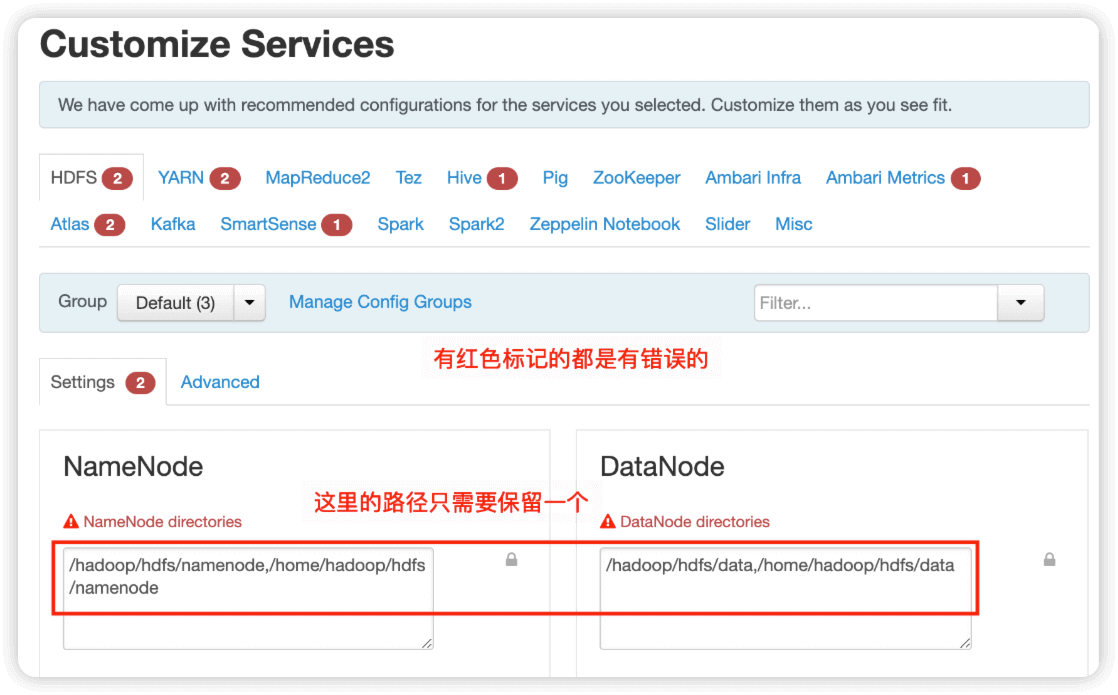 Customize Services
We have come up with recommended configurations for the services you selected. Customize them as you see fit.
HDFS 2 YARN 2 MapReduce2 Tez Hive 1 Pig ZooKeeper Ambari Infra Ambari Metrics 1
Atlas 2 Kafka SmartSense 1 Spark Spark2 Zeppelin Notebook Slider Misc
Group Default (3) Manage Config Groups Filter...
有红色标记的都是有错误的
Settings 2 Advanced
NameNode
DataNode
这里的路径只需要保留一个
NameNode directories
DataNode directories
/hadoop/hdfs/namenode,/home/hadoop/hdfs
/namenode
/hadoop/hdfs/data,/home/hadoop/hdfs/data